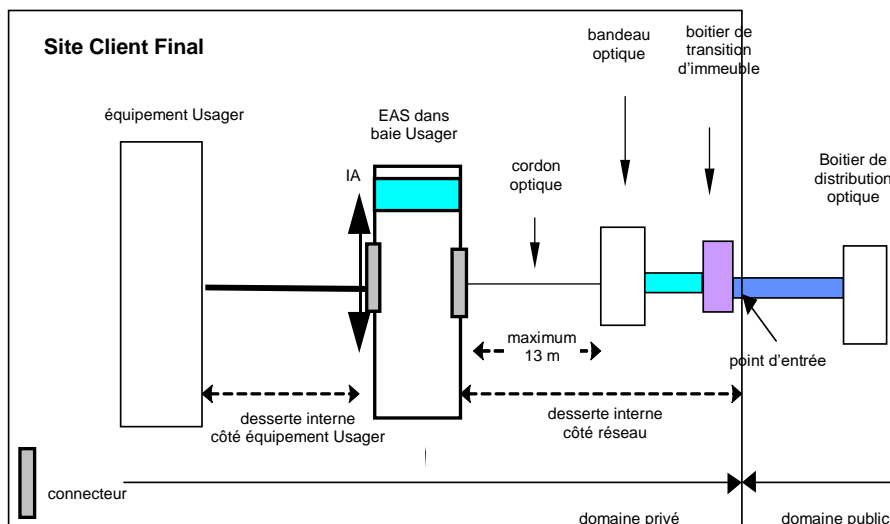 Site Client Final
bandeau
optique
boitier de
transition
d'immeuble
équipement Usager
EAS dans
baie Usager
IA
cordon
optique
Boitier de
distribution
optique
maximum
13 m
point d'entrée
desserte interne
côté équipement Usager
desserte interne
côté réseau
connecteur
domaine privé
domaine public